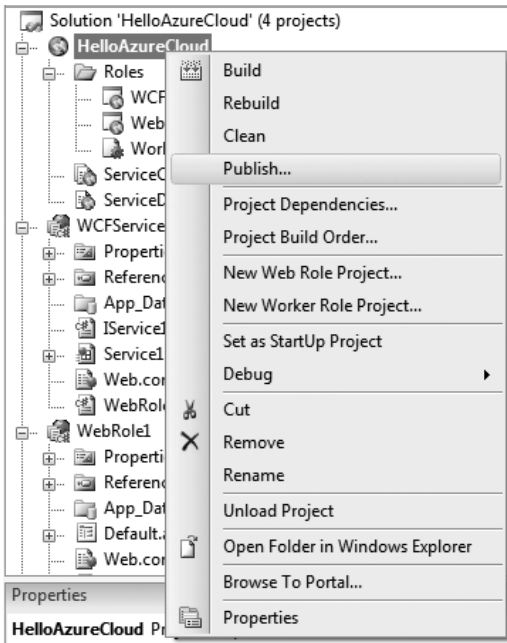 Solution 'HelloAzureCloud' (4 projects)
HelloAzureCloud
Roles
WCF
Web
Worl
ServiceC
ServiceD
WCFService
Properti
Referenc
App_Dat
IService1
Service1
Web.con
WebRole
WebRole1
Properti
Referenc
App_Dat
Default.a
Web.con
Build
Rebuild
Clean
Publish...
Project Dependencies...
Project Build Order...
New Web Role Project...
New Worker Role Project...
Set as StartUp Project
Debug
Cut
Remove
Rename
Unload Project
Open Folder in Windows Explorer
Browse To Portal...
Properties
Properties
HelloAzureCloud Pr